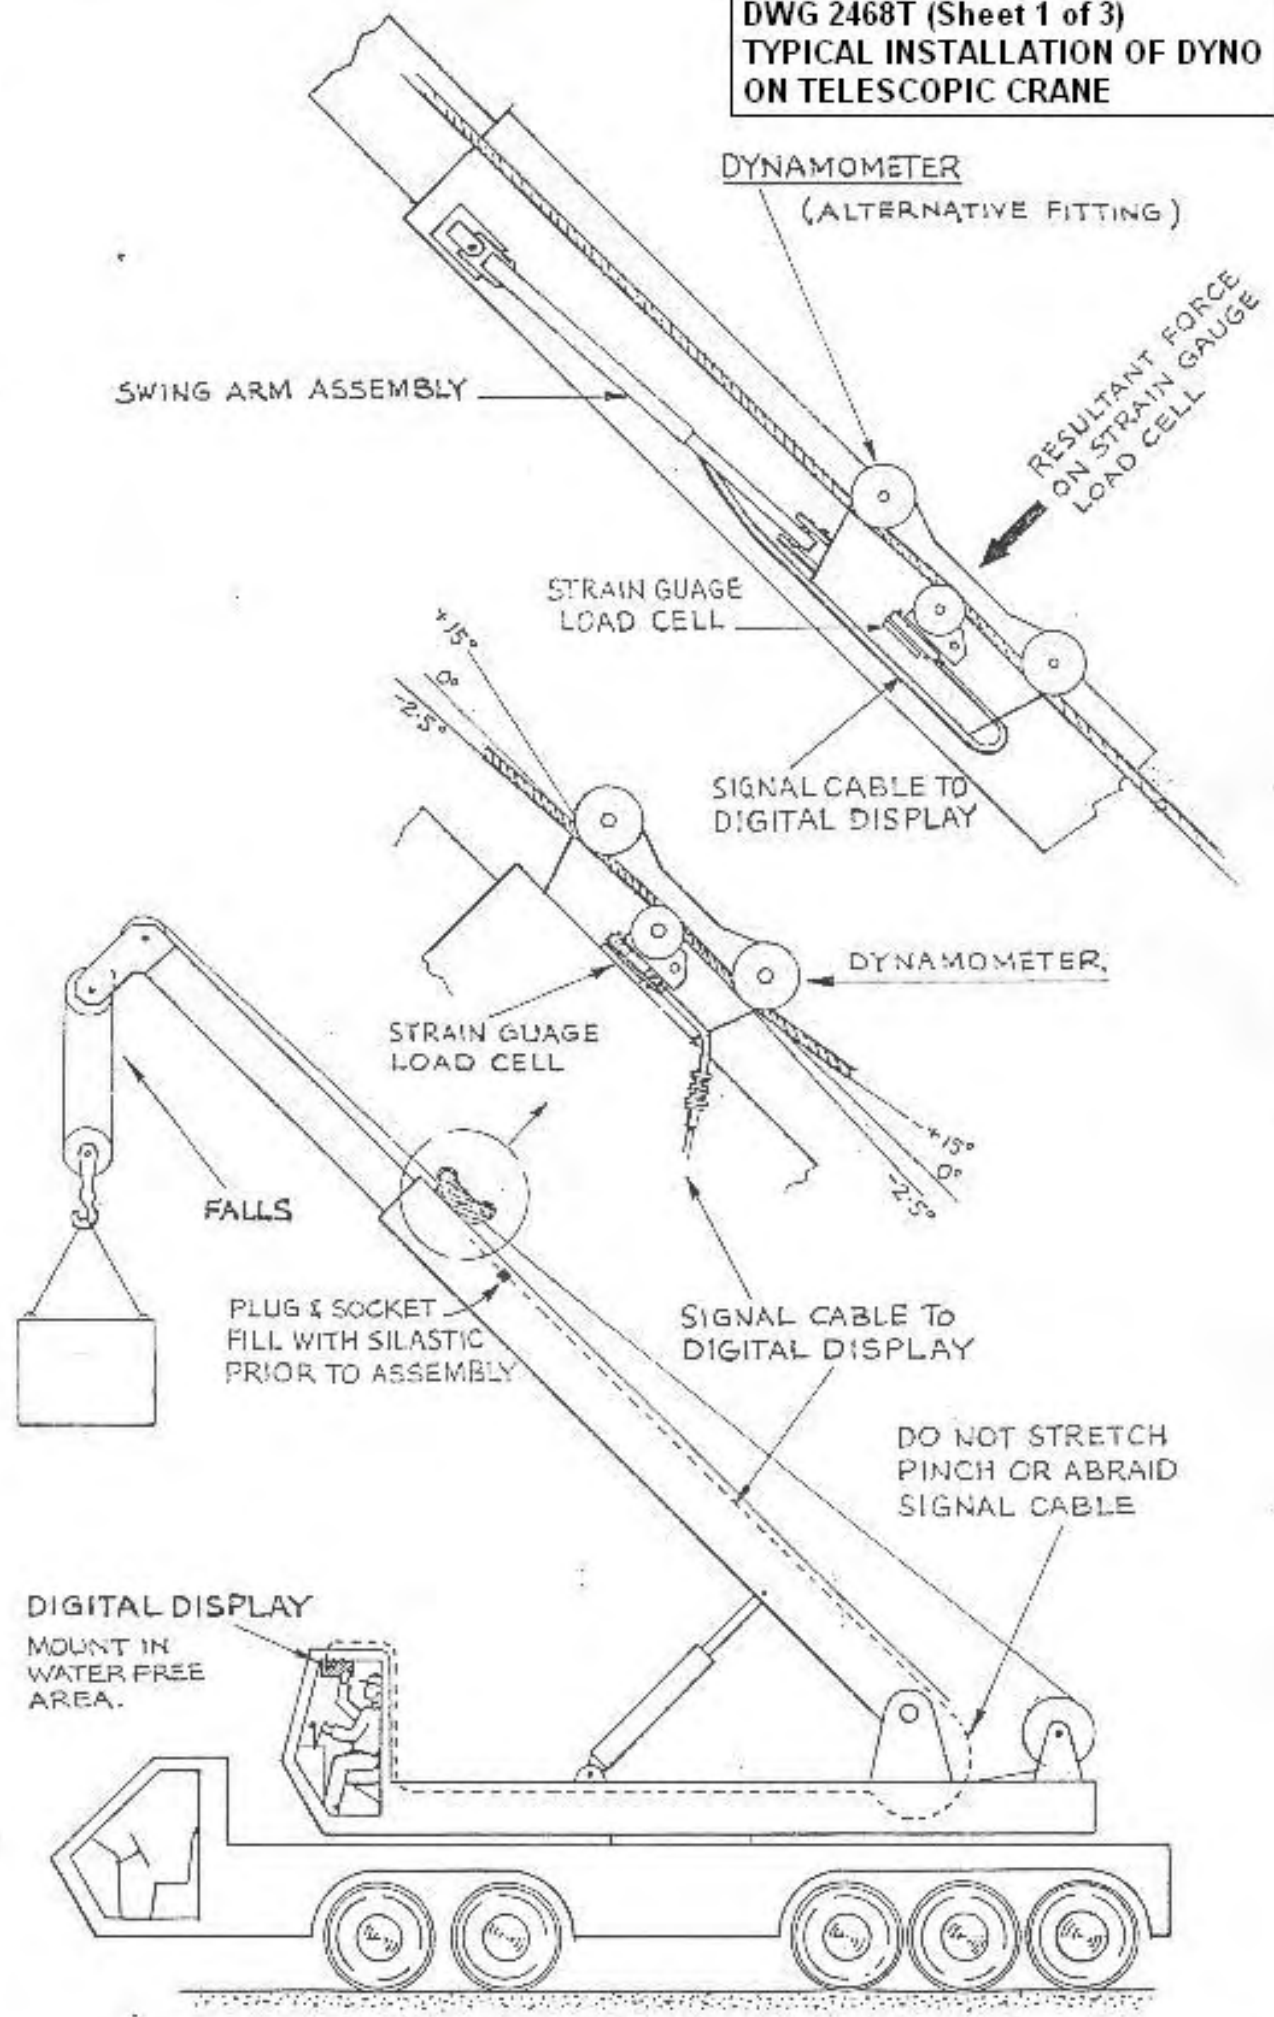 DWG 2468T (Sheet 1 of 3)
TYPICAL INSTALLATION OF DYNO
ON TELESCOPIC CRANE
DYNAMOMETER
(ALTERNATIVE FITTING)
RESULTANT FORCE
ON STRAIN GAUGE
LOAD CELL
SWING ARM ASSEMBLY
STRAIN GUAGE
LOAD CELL
SIGNAL CABLE TO
DIGITAL DISPLAY
+15°
0°
-2.5°
DYNAMOMETER.
STRAIN GUAGE
LOAD CELL
+15°
0°
-2.5°
FALLS
PLUG & SOCKET
FILL WITH SILASTIC
PRIOR TO ASSEMBLY
SIGNAL CABLE TO
DIGITAL DISPLAY
DO NOT STRETCH
PINCH OR ABRAID
SIGNAL CABLE
DIGITAL DISPLAY
MOUNT IN
WATER FREE
AREA.